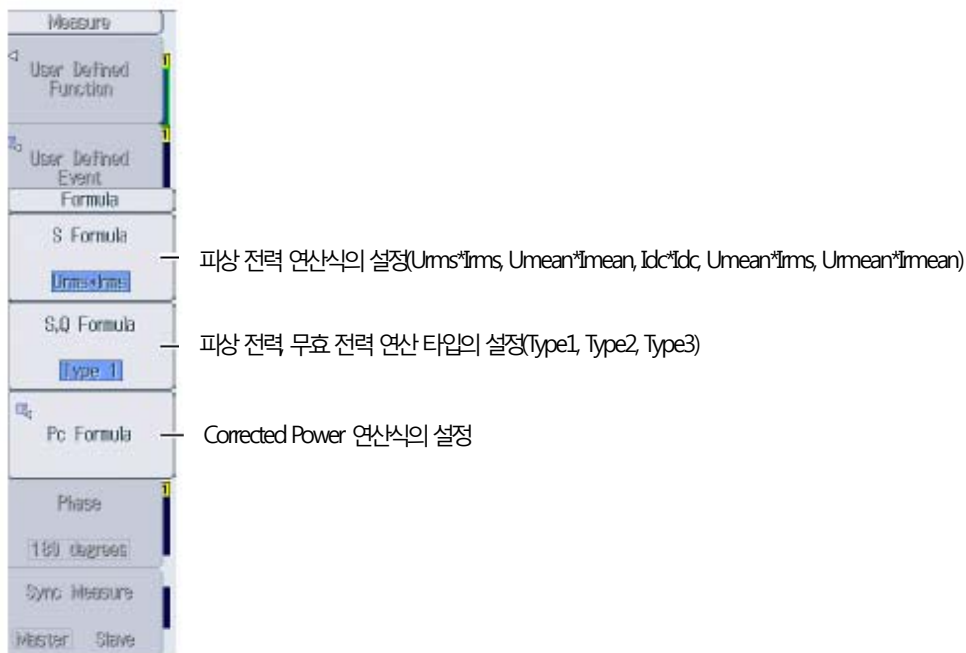 Measure
User Defined
Function
User Defined
Event
Formula
S Formula
Urms*Irms
피상 전력 연산식의 설정(Urms*Irms, Umean*Imean, Idc*Idc, Umean*Irms, Urmean*Irmean)
S,Q Formula
Type 1
피상 전력, 무효 전력 연산 타입의 설정(Type1, Type2, Type3)
Pc Formula
Corrected Power 연산식의 설정
Phase
180 degrees
Sync Measure
Master Slave